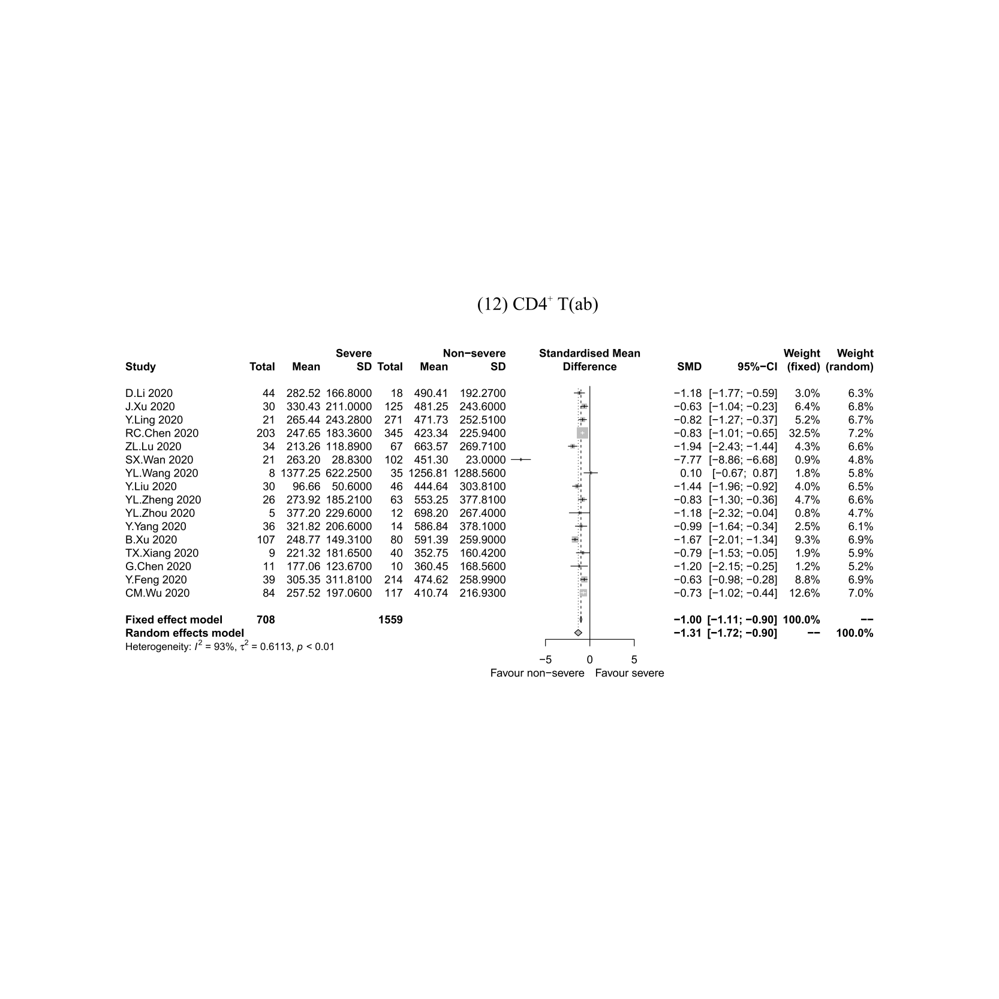 (12) CD4⁺ T(ab)
Severe Non−severe Standardised Mean Weight Weight
Study Total Mean SD Total Mean SD Difference SMD 95%−CI (fixed) (random)
D.Li 2020 44 282.52 166.8000 18 490.41 192.2700 −1.18 [−1.77; −0.59] 3.0% 6.3%
J.Xu 2020 30 330.43 211.0000 125 481.25 243.6000 −0.63 [−1.04; −0.23] 6.4% 6.8%
Y.Ling 2020 21 265.44 243.2800 271 471.73 252.5100 −0.82 [−1.27; −0.37] 5.2% 6.7%
RC.Chen 2020 203 247.65 183.3600 345 423.34 225.9400 −0.83 [−1.01; −0.65] 32.5% 7.2%
ZL.Lu 2020 34 213.26 118.8900 67 663.57 269.7100 −1.94 [−2.43; −1.44] 4.3% 6.6%
SX.Wan 2020 21 263.20 28.8300 102 451.30 23.0000 −7.77 [−8.86; −6.68] 0.9% 4.8%
YL.Wang 2020 8 1377.25 622.2500 35 1256.81 1288.5600 0.10 [−0.67; 0.87] 1.8% 5.8%
Y.Liu 2020 30 96.66 50.6000 46 444.64 303.8100 −1.44 [−1.96; −0.92] 4.0% 6.5%
YL.Zheng 2020 26 273.92 185.2100 63 553.25 377.8100 −0.83 [−1.30; −0.36] 4.7% 6.6%
YL.Zhou 2020 5 377.20 229.6000 12 698.20 267.4000 −1.18 [−2.32; −0.04] 0.8% 4.7%
Y.Yang 2020 36 321.82 206.6000 14 586.84 378.1000 −0.99 [−1.64; −0.34] 2.5% 6.1%
B.Xu 2020 107 248.77 149.3100 80 591.39 259.9000 −1.67 [−2.01; −1.34] 9.3% 6.9%
TX.Xiang 2020 9 221.32 181.6500 40 352.75 160.4200 −0.79 [−1.53; −0.05] 1.9% 5.9%
G.Chen 2020 11 177.06 123.6700 10 360.45 168.5600 −1.20 [−2.15; −0.25] 1.2% 5.2%
Y.Feng 2020 39 305.35 311.8100 214 474.62 258.9900 −0.63 [−0.98; −0.28] 8.8% 6.9%
CM.Wu 2020 84 257.52 197.0600 117 410.74 216.9300 −0.73 [−1.02; −0.44] 12.6% 7.0%
Fixed effect model 708 1559 −1.00 [−1.11; −0.90] 100.0% −−
Random effects model −1.31 [−1.72; −0.90] −− 100.0%
Heterogeneity: I² = 93%, τ² = 0.6113, p < 0.01
−5 0 5
Favour non−severe Favour severe